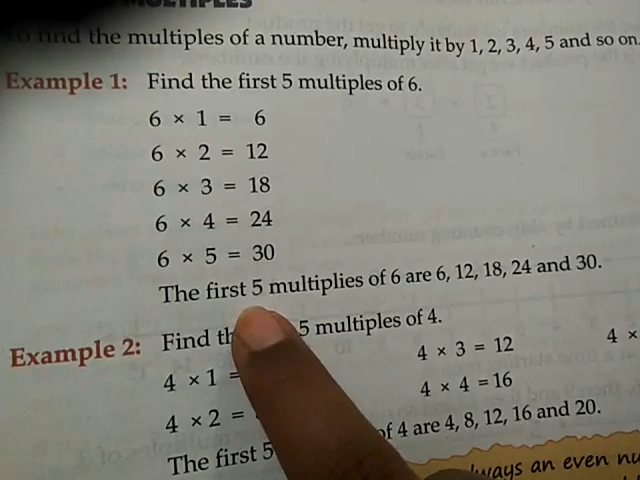 MULTIPLES
find the multiples of a number, multiply it by 1, 2, 3, 4, 5 and so on.
Example 1: Find the first 5 multiples of 6.
6 × 1 = 6
6 × 2 = 12
6 × 3 = 18
6 × 4 = 24
6 × 5 = 30
The first 5 multiplies of 6 are 6, 12, 18, 24 and 30.
Example 2: Find 5 multiples of 4.
4 × 1 = 4 × 3 = 12 4 ×
4 × 2 = 4 × 4 = 16
The first 5 of 4 are 4, 8, 12, 16 and 20.
always an even